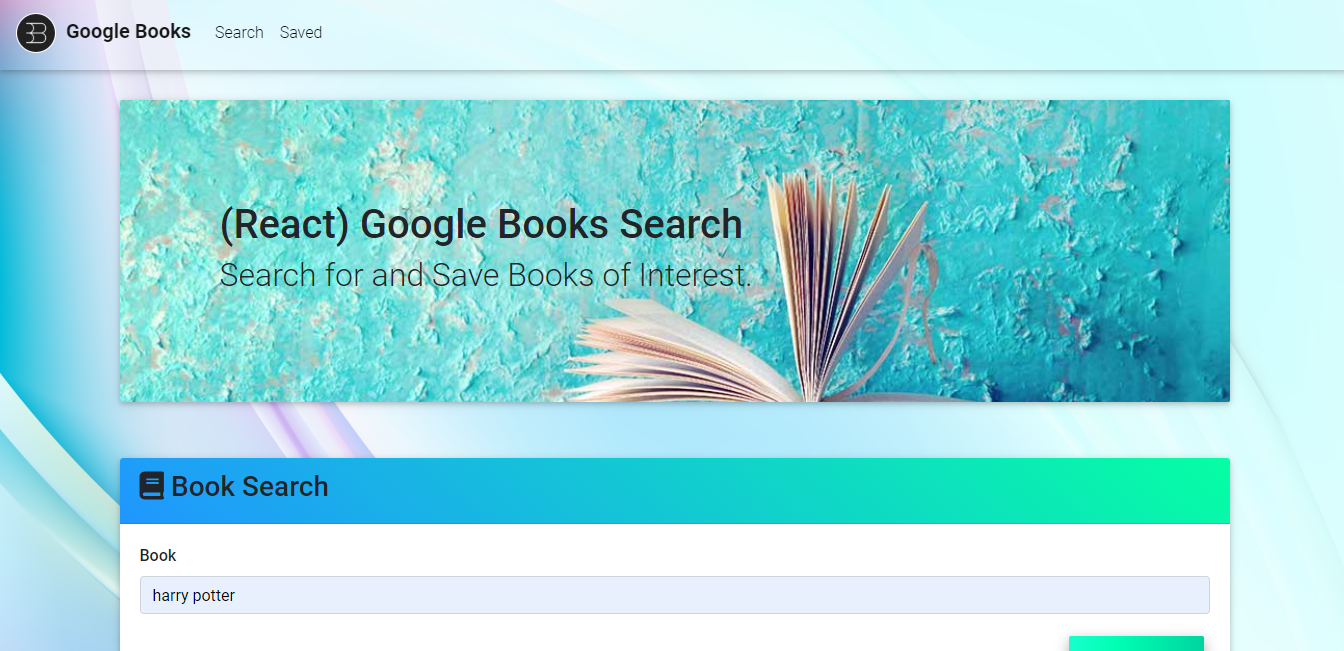 Google Books Search Saved
(React) Google Books Search
Search for and Save Books of Interest.
Book Search
Book
harry potter